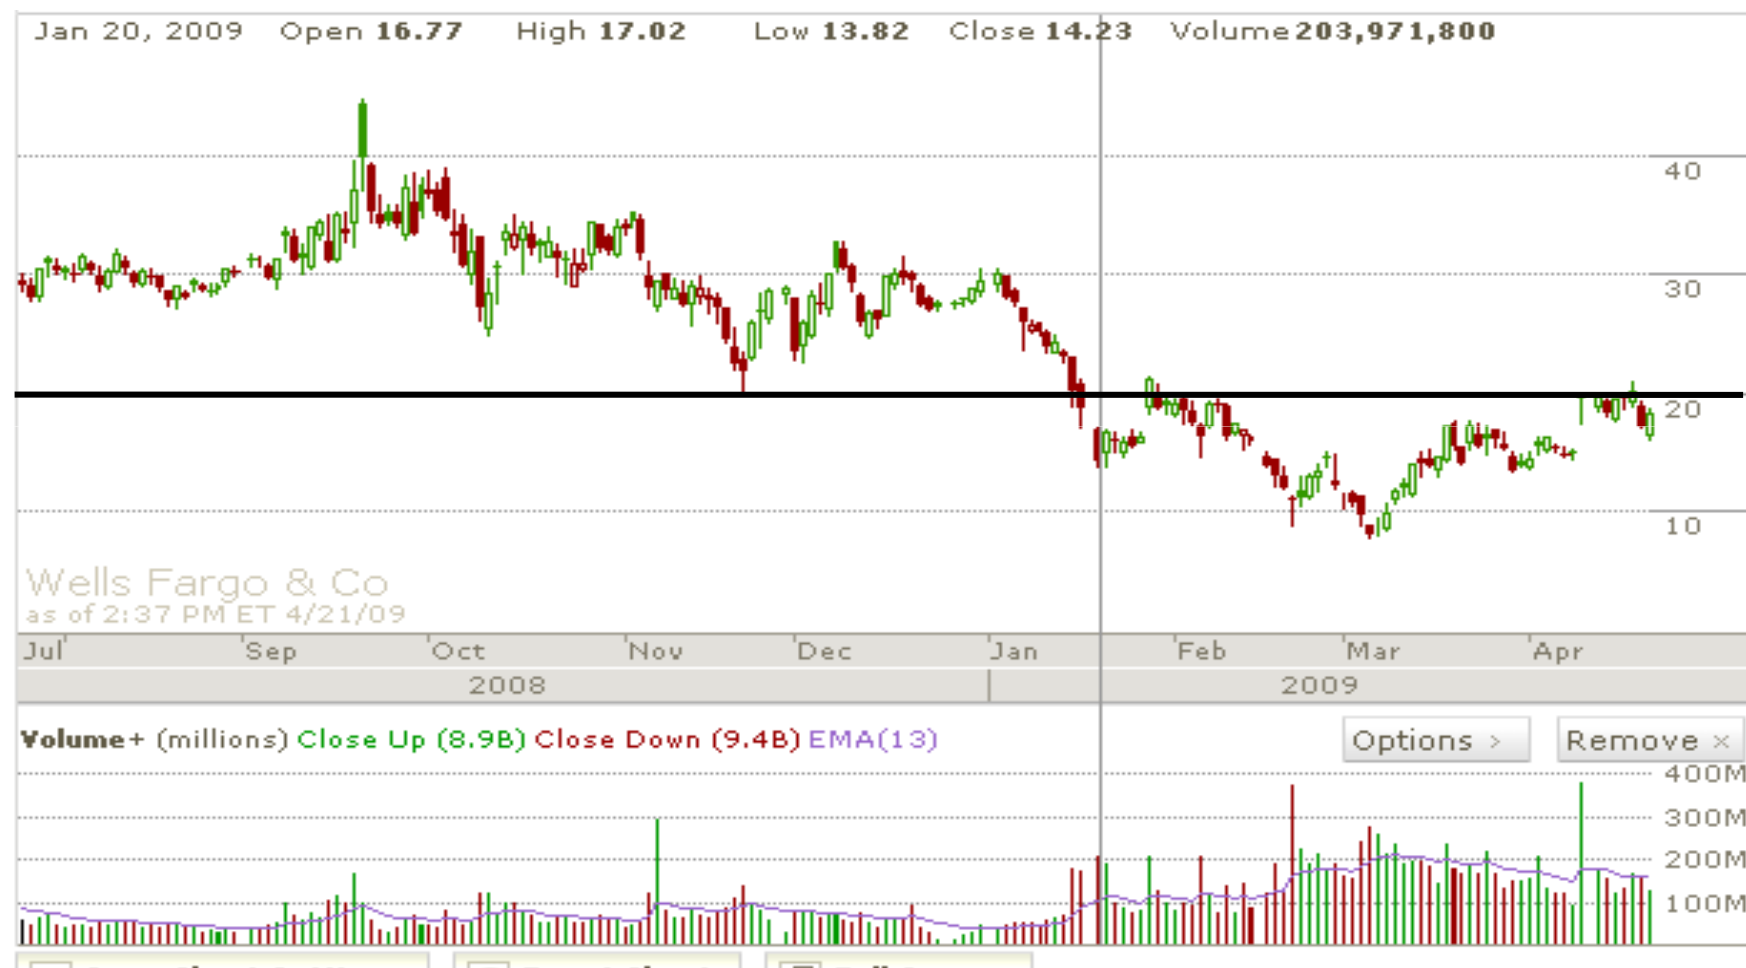 Jan 20, 2009 Open 16.77 High 17.02 Low 13.82 Close 14.23 Volume 203,971,800
40
30
20
10
Wells Fargo & Co
as of 2:37 PM ET 4/21/09
Jul Sep Oct Nov Dec Jan Feb Mar Apr
2008 2009
Volume+ (millions) Close Up (8.9B) Close Down (9.4B) EMA(13) Options > Remove ×
400M
300M
200M
100M